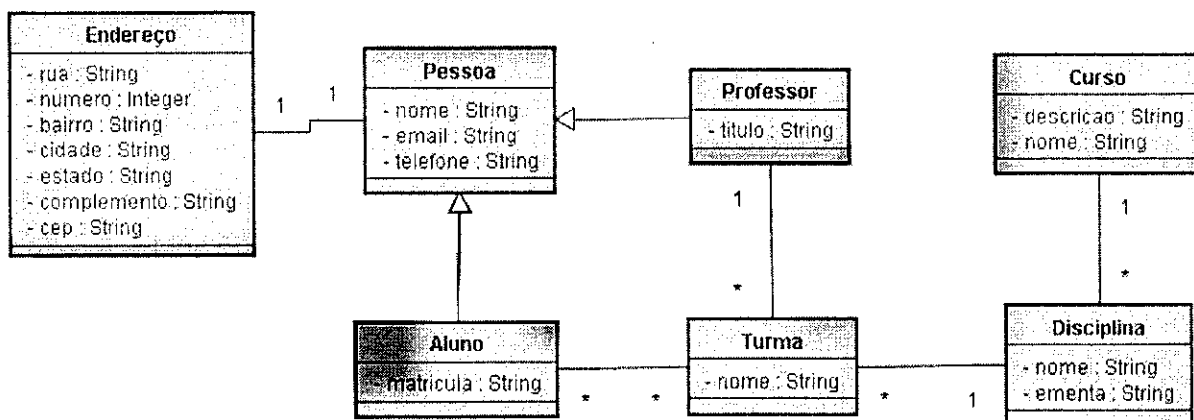 Endereço
- rua : String
- numero : Integer
- bairro : String
- cidade : String
- estado : String
- complemento : String
- cep : String
1
1
Pessoa
- nome : String
- email : String
- telefone : String
Professor
- titulo : String
Curso
- descricao : String
- nome : String
1
*
1
*
Aluno
- matricula : String
*
*
Turma
- nome : String
*
1
Disciplina
- nome : String
- ementa : String